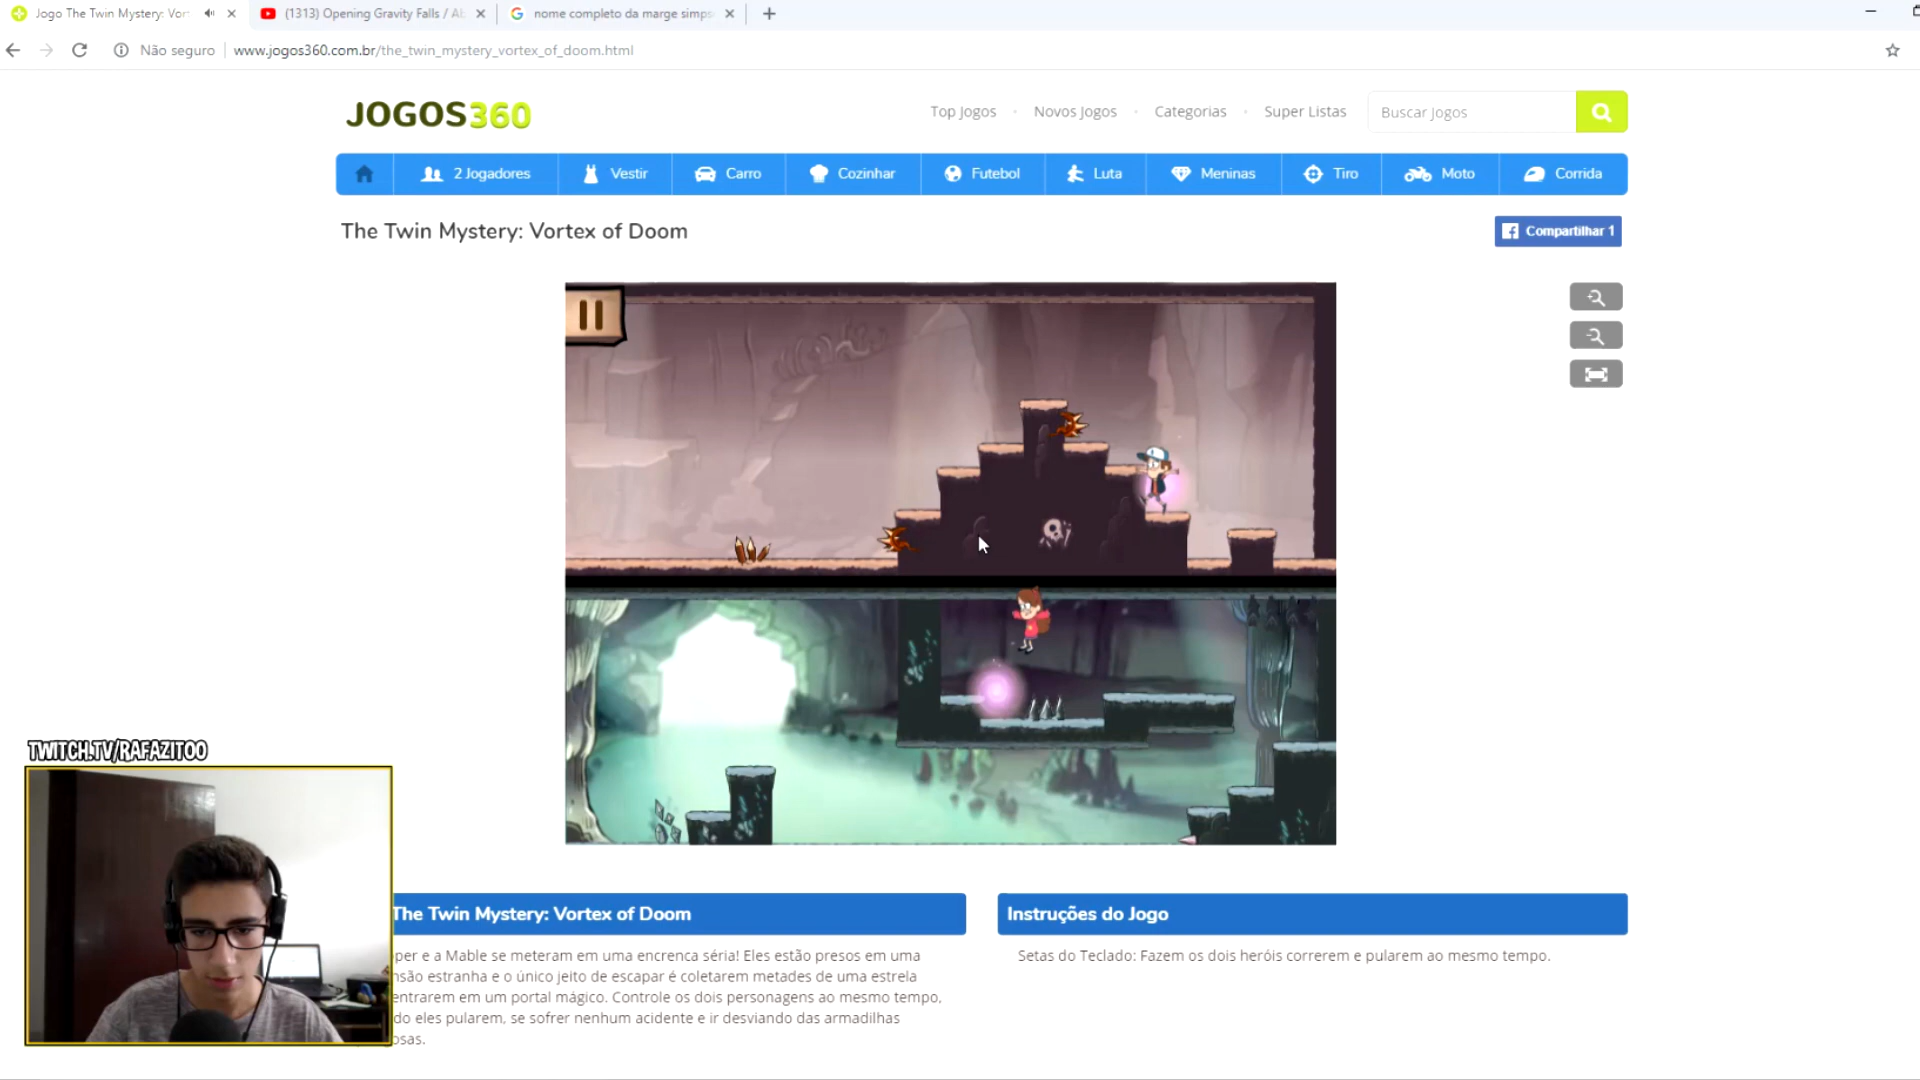 Jogo The Twin Mystery: Vor
(1313) Opening Gravity Falls / A
nome completo da marge simps
Não seguro
www.jogos360.com.br/the_twin_mystery_vortex_of_doom.html
JOGOS360
Top Jogos
Novos Jogos
Categorias
Super Listas
Buscar Jogos
2 Jogadores
Vestir
Carro
Cozinhar
Futebol
Luta
Meninas
Tiro
Moto
Corrida
The Twin Mystery: Vortex of Doom
Compartilhar 1
TWITCH.TV/RAFAZITOO
The Twin Mystery: Vortex of Doom
per e a Mable se meteram em uma encrenca séria! Eles estão presos em uma
nsão estranha e o único jeito de escapar é coletarem metades de uma estrela
entrarem em um portal mágico. Controle os dois personagens ao mesmo tempo,
do eles pularem, se sofrer nenhum acidente e ir desviando das armadilhas
osas.
Instruções do Jogo
Setas do Teclado: Fazem os dois heróis correrem e pularem ao mesmo tempo.